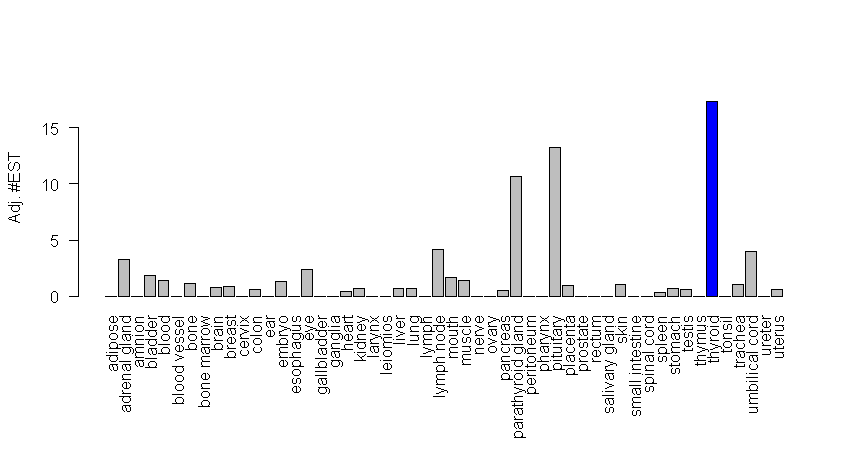 Adj. #EST
15
10
5
0
adipose
adrenal gland
amnion
bladder
blood
blood vessel
bone
bone marrow
brain
breast
cervix
colon
ear
embryo
esophagus
eye
gallbladder
ganglia
heart
kidney
larynx
leiomios
liver
lung
lymph
lymph node
mouth
muscle
nerve
ovary
pancreas
parathyroid gland
peritoneum
pharynx
pituitary
placenta
prostate
rectum
salivary gland
skin
small intestine
spinal cord
spleen
stomach
testis
thymus
thyroid
tonsil
trachea
umbilical cord
ureter
uterus